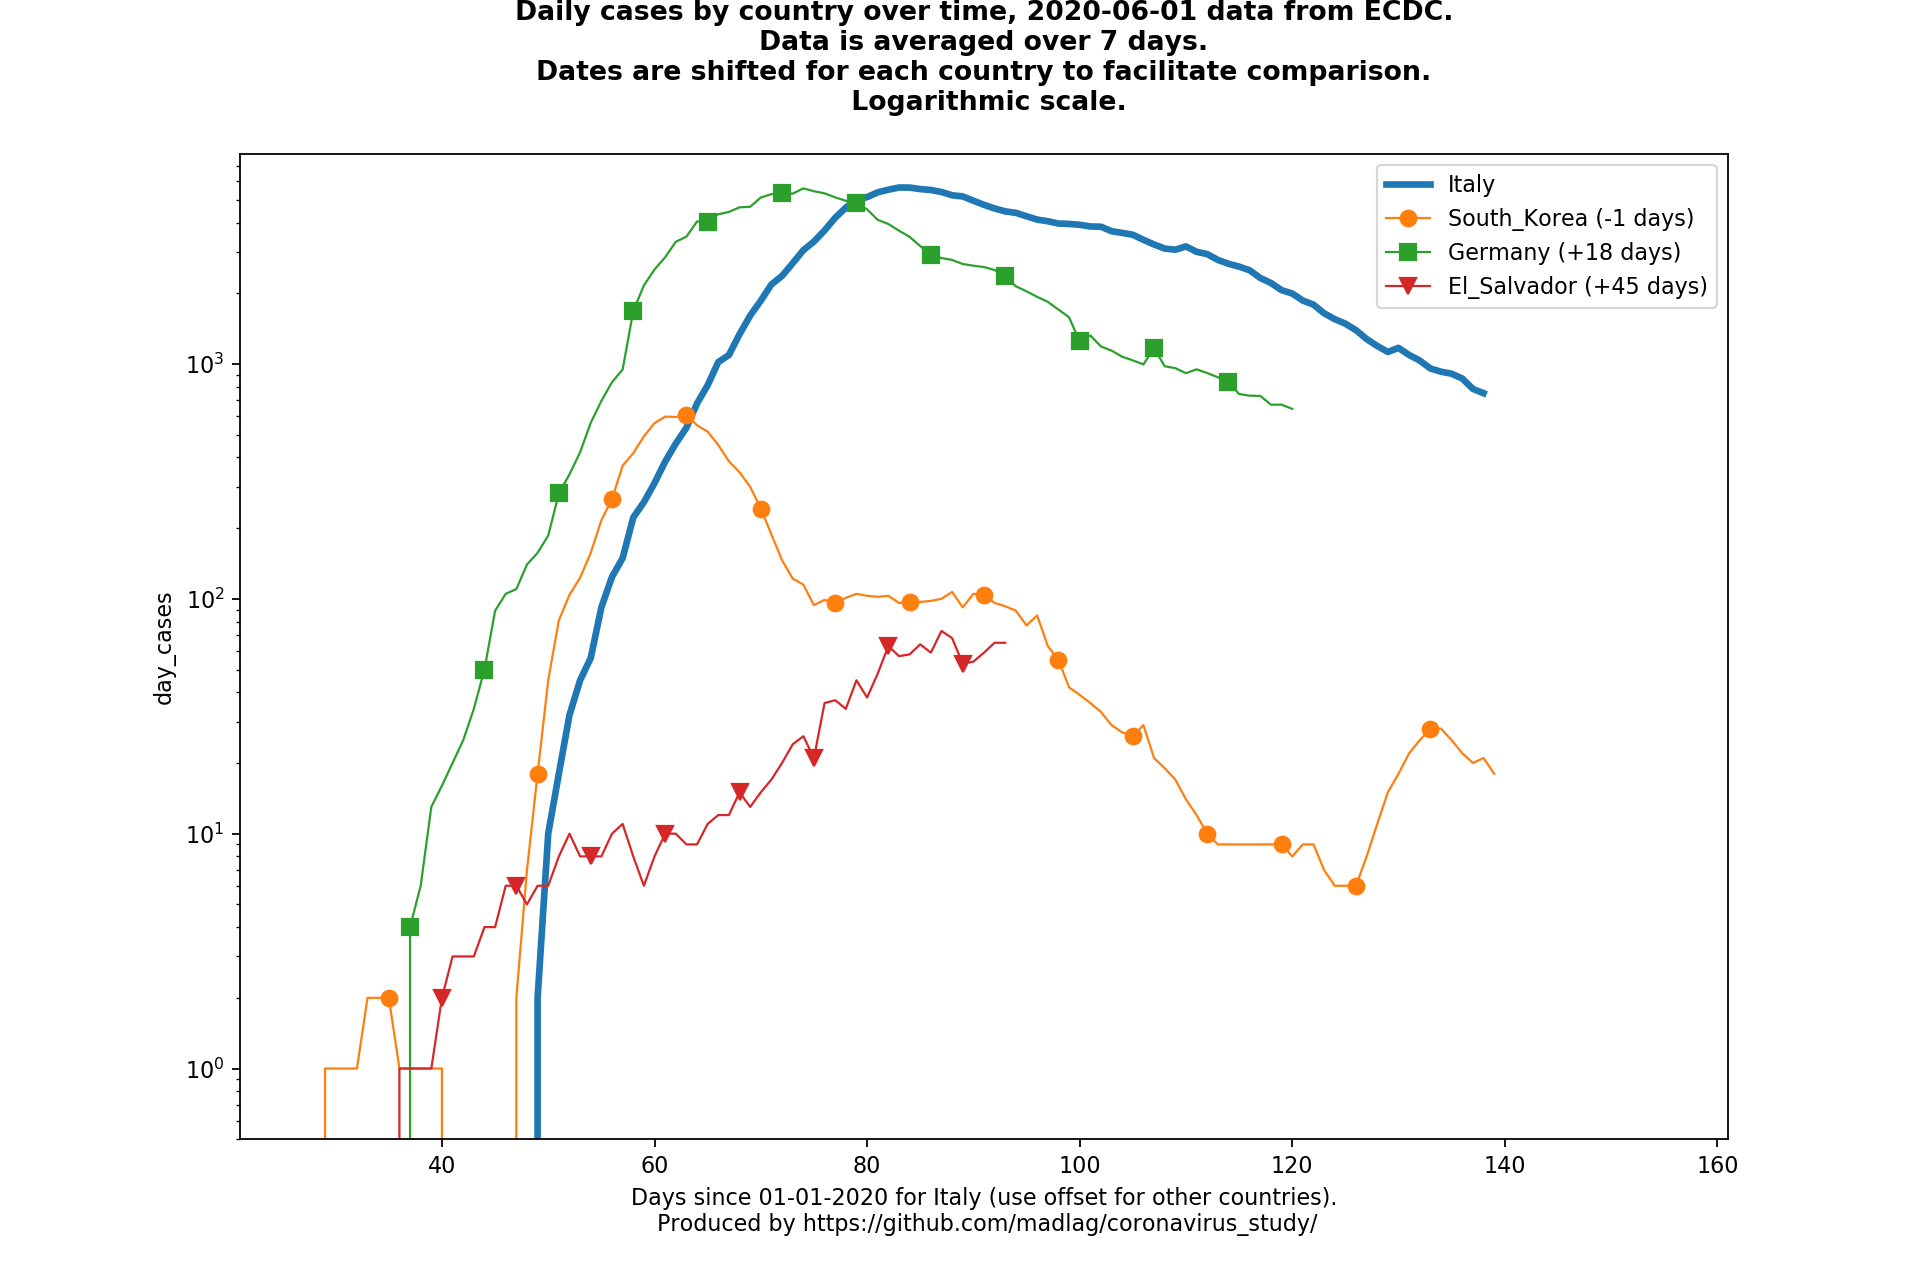 Daily cases by country over time, 2020-06-01 data from ECDC.
Data is averaged over 7 days.
Dates are shifted for each country to facilitate comparison.
Logarithmic scale.
Italy
South_Korea (-1 days)
Germany (+18 days)
El_Salvador (+45 days)
day_cases
10³
10²
10¹
10⁰
40 60 80 100 120 140 160
Days since 01-01-2020 for Italy (use offset for other countries).
Produced by https://github.com/madlag/coronavirus_study/